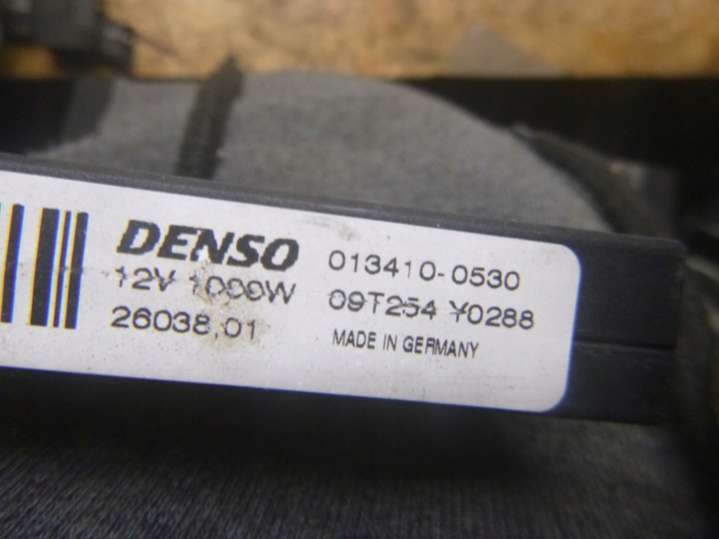 DENSO 013410-0530
12V 1000W 09T254 Y0288
26038,01 MADE IN GERMANY